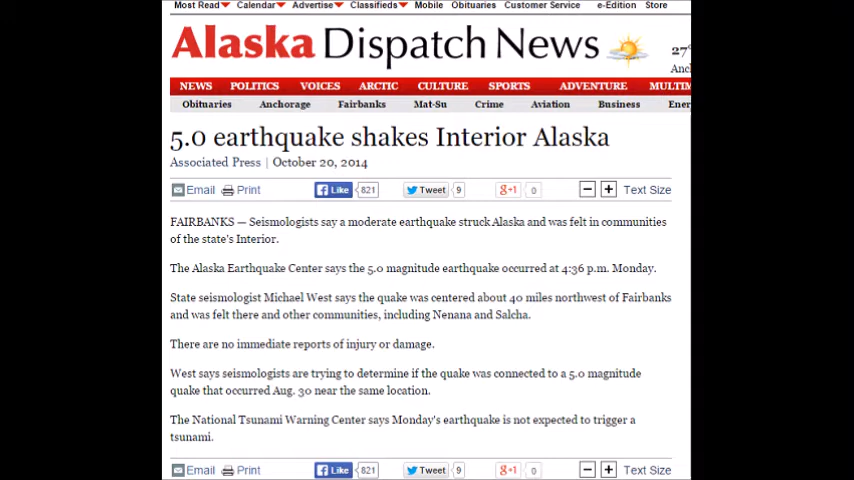 Most Read Calendar Advertise Classifieds Mobile Obituaries Customer Service e-Edition Store
Alaska Dispatch News 27°
NEWS POLITICS VOICES ARCTIC CULTURE SPORTS ADVENTURE MULTIM
Obituaries Anchorage Fairbanks Mat-Su Crime Aviation Business Ener
5.0 earthquake shakes Interior Alaska
Associated Press | October 20, 2014
Email Print Like 821 Tweet 9 g+1 0 − + Text Size
FAIRBANKS — Seismologists say a moderate earthquake struck Alaska and was felt in communities
of the state's Interior.
The Alaska Earthquake Center says the 5.0 magnitude earthquake occurred at 4:36 p.m. Monday.
State seismologist Michael West says the quake was centered about 40 miles northwest of Fairbanks
and was felt there and other communities, including Nenana and Salcha.
There are no immediate reports of injury or damage.
West says seismologists are trying to determine if the quake was connected to a 5.0 magnitude
quake that occurred Aug. 30 near the same location.
The National Tsunami Warning Center says Monday's earthquake is not expected to trigger a
tsunami.
Email Print Like 821 Tweet 9 g+1 0 − + Text Size